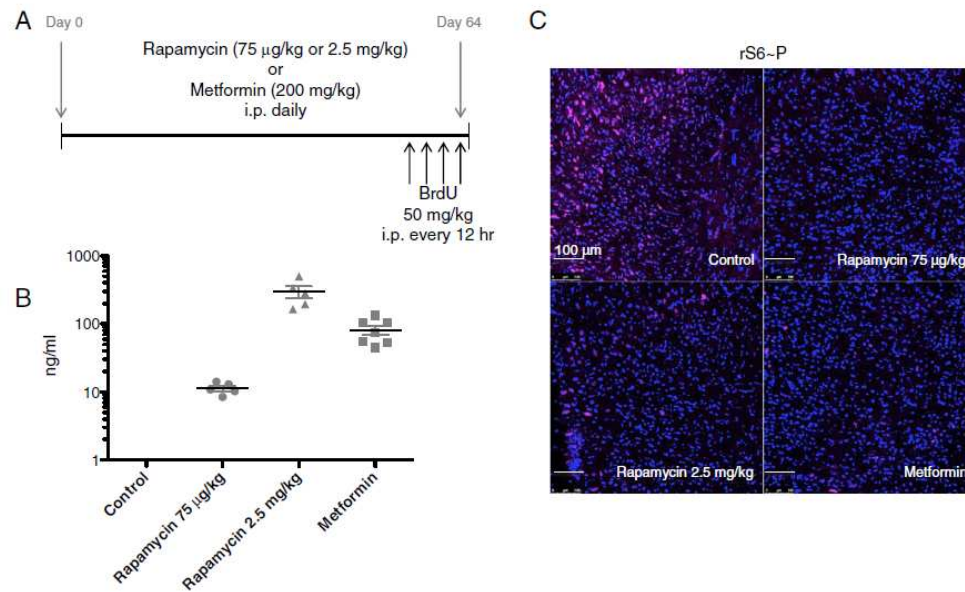 A
Day 0
Day 64
Rapamycin (75 µg/kg or 2.5 mg/kg)
or
Metformin (200 mg/kg)
i.p. daily
BrdU
50 mg/kg
i.p. every 12 hr
B
1000
100
10
1
ng/ml
Control
Rapamycin 75 µg/kg
Rapamycin 2.5 mg/kg
Metformin
C
rS6~P
100 µm
Control
Rapamycin 75 µg/kg
Rapamycin 2.5 mg/kg
Metformin